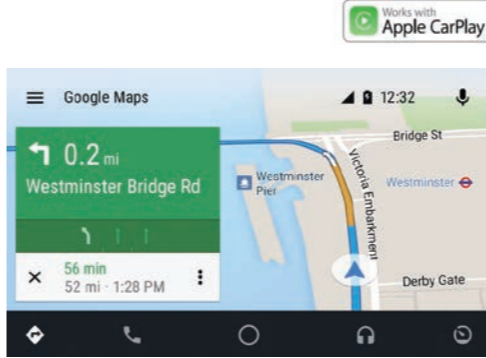 Works with
Apple CarPlay
Google Maps
12:32
0.2 mi
Westminster Bridge Rd
56 min
52 mi · 1:28 PM
Bridge St
Westminster
Pier
Victoria Embankment
Westminster
Derby Gate